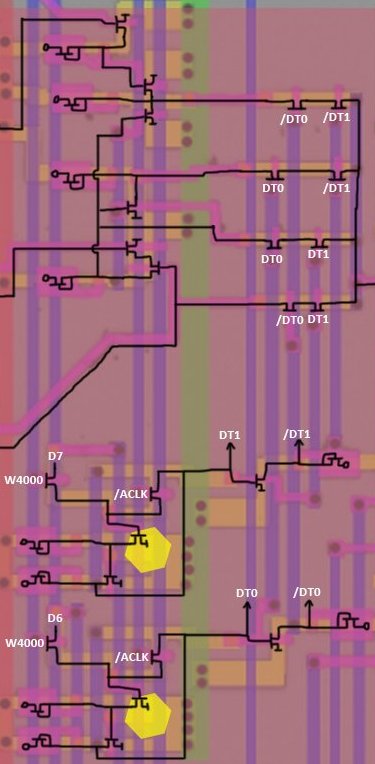 /DT0 /DT1
DT0 /DT1
DT0 DT1
/DT0 DT1
DT1 /DT1
D7
W4000
/ACLK
DT0 /DT0
D6
W4000
/ACLK